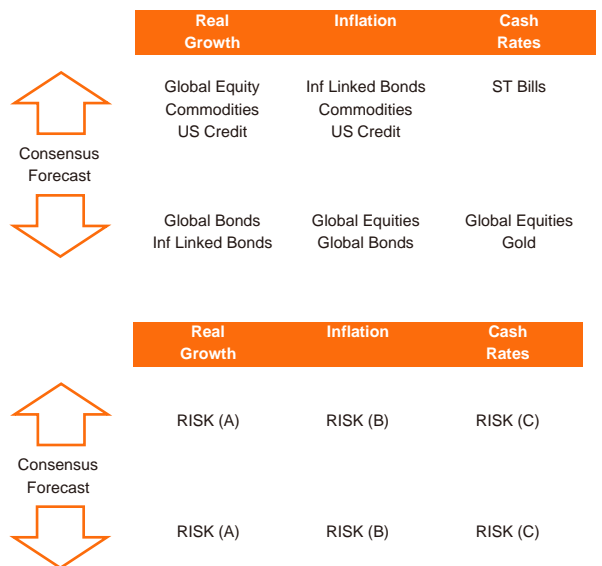 Real Growth
Inflation
Cash Rates
Global Equity
Commodities
US Credit
Inf Linked Bonds
Commodities
US Credit
ST Bills
Consensus
Forecast
Global Bonds
Inf Linked Bonds
Global Equities
Global Bonds
Global Equities
Gold
Real Growth
Inflation
Cash Rates
RISK (A)
RISK (B)
RISK (C)
Consensus
Forecast
RISK (A)
RISK (B)
RISK (C)